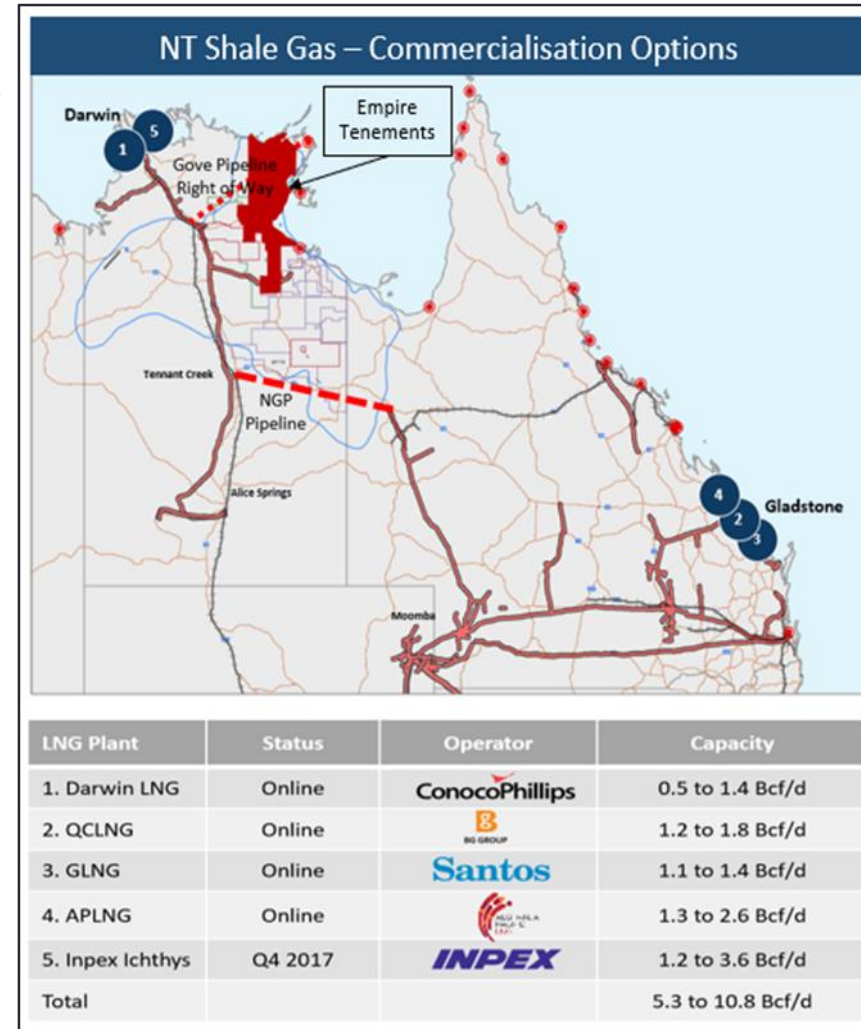 NT Shale Gas – Commercialisation Options
Darwin
5
1
Empire
Tenements
Gove Pipeline
Right of Way
Tennant Creek
NGP
Pipeline
Alice Springs
4
2
3
Gladstone
Moomba
LNG Plant Status Operator Capacity
1. Darwin LNG Online ConocoPhillips 0.5 to 1.4 Bcf/d
2. QCLNG Online BG GROUP 1.2 to 1.8 Bcf/d
3. GLNG Online Santos 1.1 to 1.4 Bcf/d
4. APLNG Online 1.3 to 2.6 Bcf/d
5. Inpex Ichthys Q4 2017 INPEX 1.2 to 3.6 Bcf/d
Total 5.3 to 10.8 Bcf/d